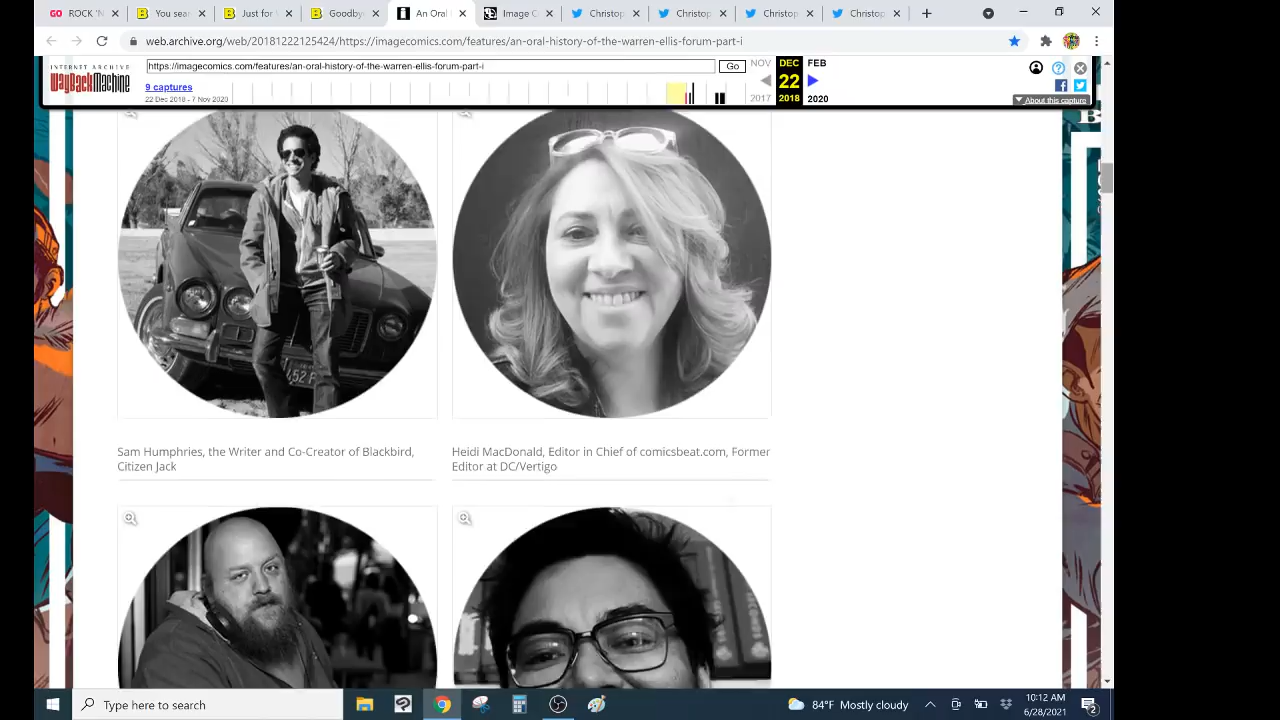 ROCK 'N
You sear
Just for
Goodbye
An Oral
Image C
Christop
Christop
Christop
Christop
web.archive.org/web/20181222125424/https://imagecomics.com/features/an-oral-history-of-the-warren-ellis-forum-part-i
INTERNET ARCHIVE
WayBackMachine
https://imagecomics.com/features/an-oral-history-of-the-warren-ellis-forum-part-i
Go
NOV
DEC
FEB
9 captures
22
22 Dec 2018 - 7 Nov 2020
2017
2018
2020
About this capture
452 F
Sam Humphries, the Writer and Co-Creator of Blackbird,
Citizen Jack
Heidi MacDonald, Editor in Chief of comicsbeat.com, Former
Editor at DC/Vertigo
Type here to search
84°F Mostly cloudy
10:12 AM
6/28/2021
2